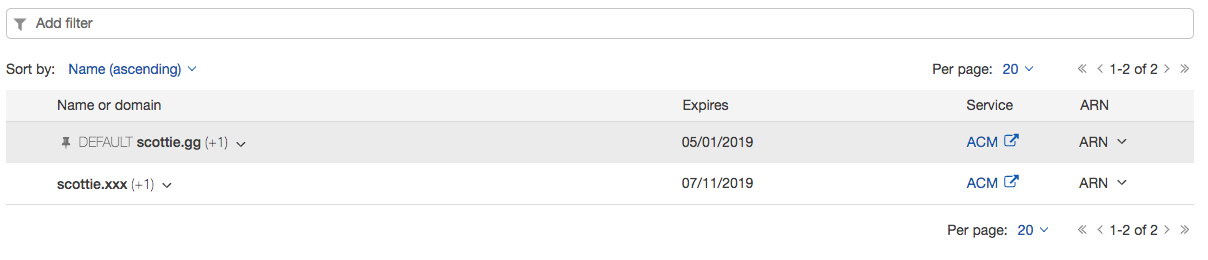 Add filter
Sort by: Name (ascending) Per page: 20 1-2 of 2
Name or domain Expires Service ARN
DEFAULT scottie.gg (+1) 05/01/2019 ACM ARN
scottie.xxx (+1) 07/11/2019 ACM ARN
Per page: 20 1-2 of 2